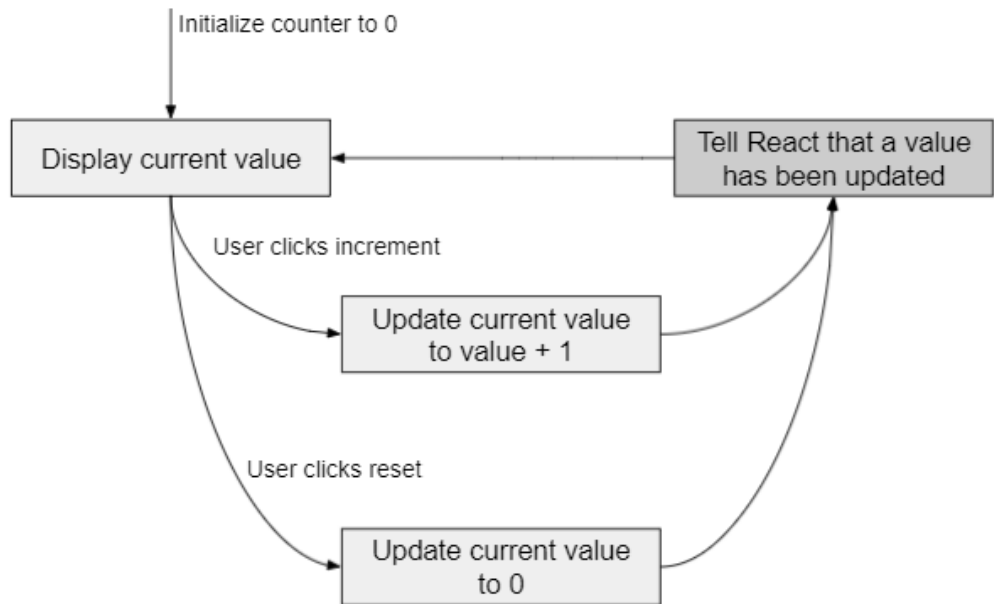 Initialize counter to 0
Display current value
Tell React that a value
has been updated
User clicks increment
Update current value
to value + 1
User clicks reset
Update current value
to 0